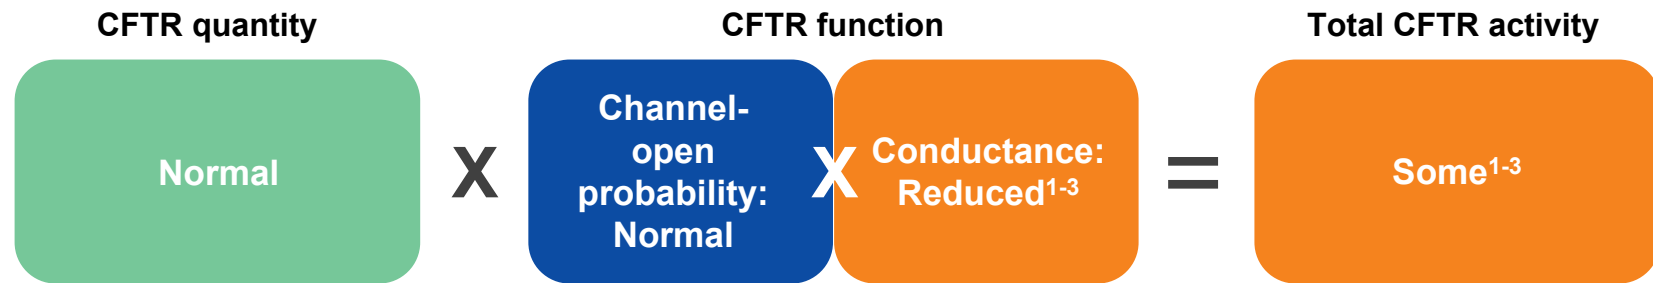 CFTR quantity
CFTR function
Total CFTR activity
Normal
X
Channel-
open
probability:
Normal
X
Conductance:
Reduced1-3
=
Some1-3